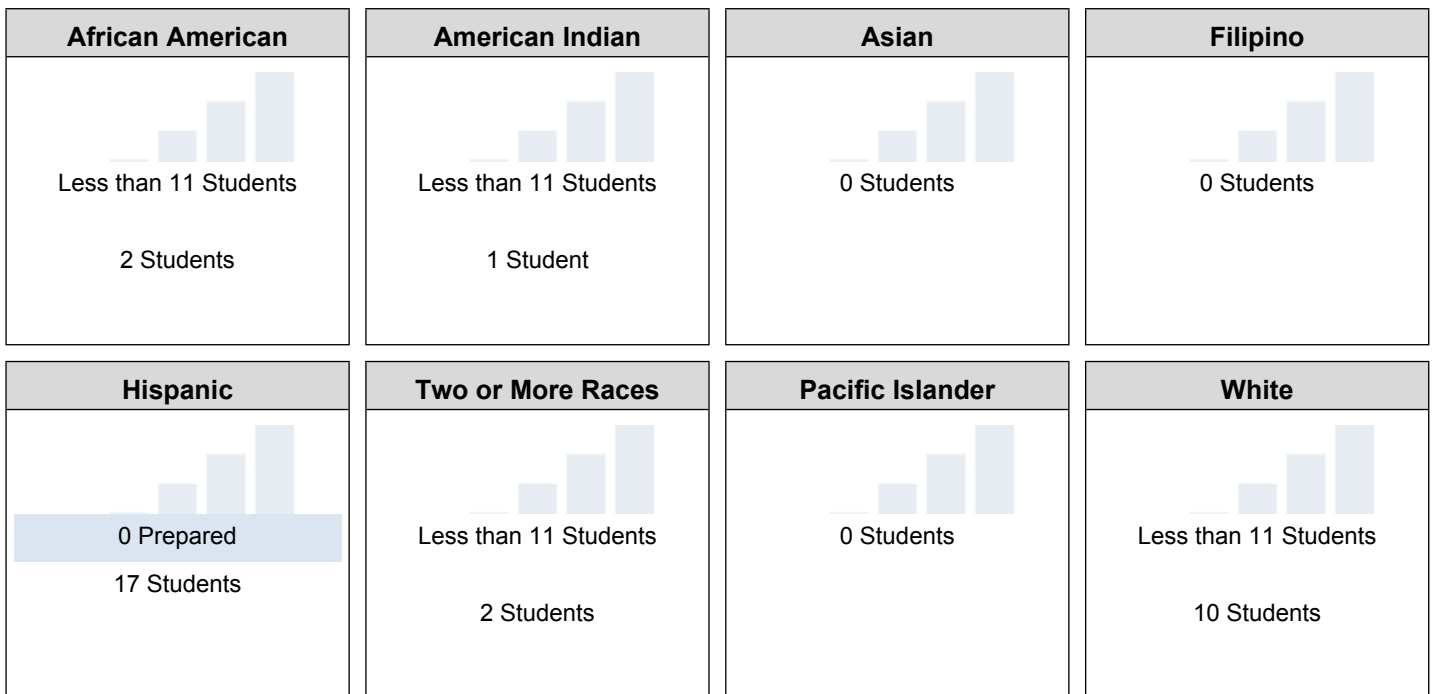 African American
American Indian
Asian
Filipino
Less than 11 Students
Less than 11 Students
0 Students
0 Students
2 Students
1 Student
Hispanic
Two or More Races
Pacific Islander
White
0 Prepared
Less than 11 Students
0 Students
Less than 11 Students
17 Students
2 Students
10 Students